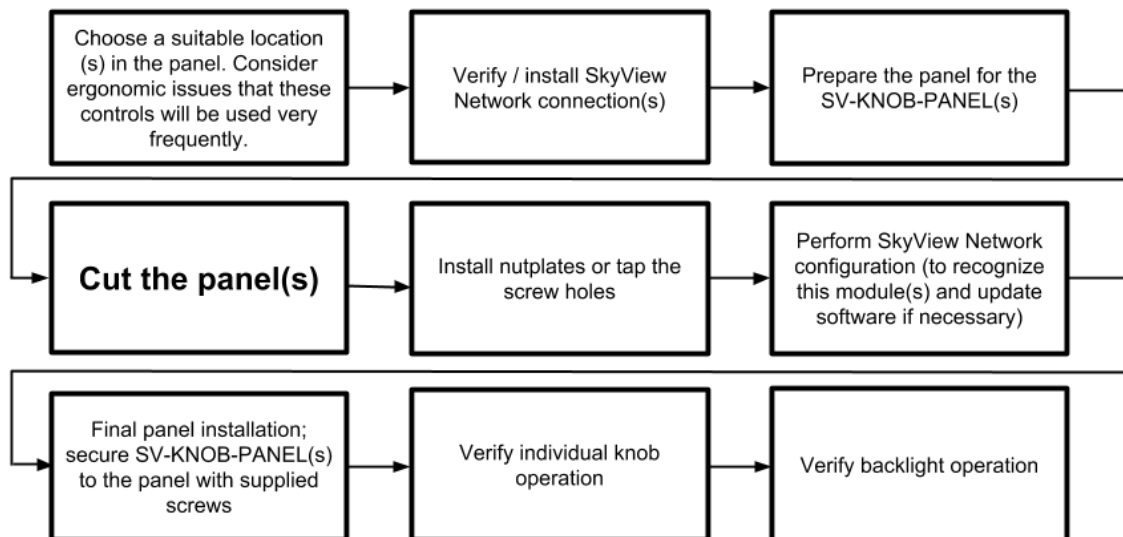 Choose a suitable location
(s) in the panel. Consider
ergonomic issues that these
controls will be used very
frequently.
Verify / install SkyView
Network connection(s)
Prepare the panel for the
SV-KNOB-PANEL(s)
Cut the panel(s)
Install nutplates or tap the
screw holes
Perform SkyView Network
configuration (to recognize
this module(s) and update
software if necessary)
Final panel installation;
secure SV-KNOB-PANEL(s)
to the panel with supplied
screws
Verify individual knob
operation
Verify backlight operation